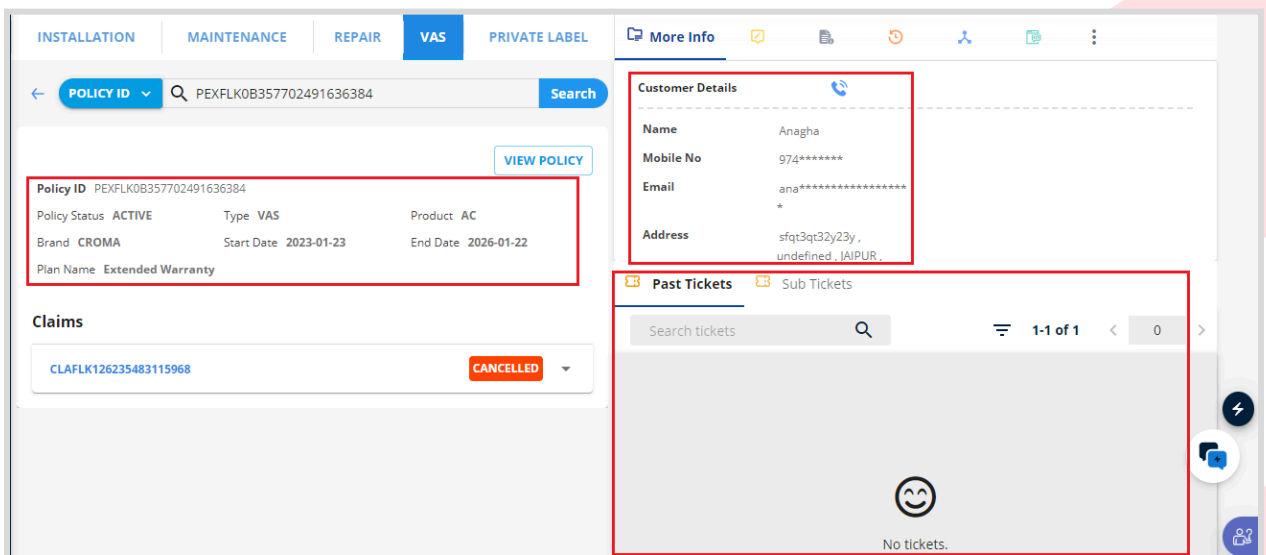 INSTALLATION MAINTENANCE REPAIR VAS PRIVATE LABEL
POLICY ID PEXFLK0B357702491636384 Search
VIEW POLICY
Policy ID PEXFLK0B357702491636384
Policy Status ACTIVE Type VAS Product AC
Brand CROMA Start Date 2023-01-23 End Date 2026-01-22
Plan Name Extended Warranty
Claims
CLAFLK126235483115968 CANCELLED
More Info
Customer Details
Name Anagha
Mobile No 974*******
Email ana*****************
*
Address sfqt3qt32y23y ,
undefined , JAIPUR ,
Past Tickets Sub Tickets
Search tickets 1-1 of 1 < 0 >
No tickets.